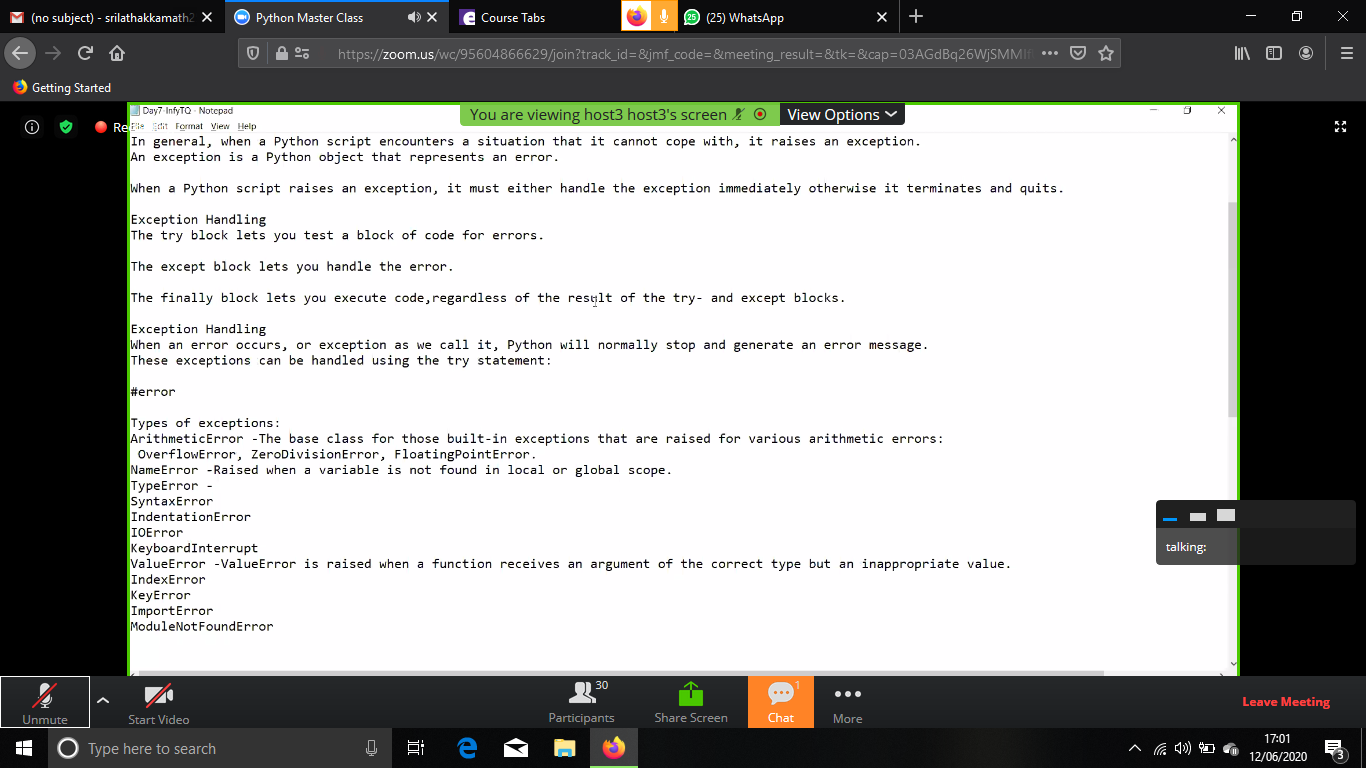 (no subject) - srilathakkamath2
Python Master Class
Course Tabs
25
(25) WhatsApp
https://zoom.us/wc/95604866629/join?track_id=&jmf_code=&meeting_result=&tk=&cap=03AGdBq26WjSMM
Getting Started
Day7-InfyTQ - Notepad
You are viewing host3 host3's screen
View Options
File Edit Format View Help
In general, when a Python script encounters a situation that it cannot cope with, it raises an exception.
An exception is a Python object that represents an error.
When a Python script raises an exception, it must either handle the exception immediately otherwise it terminates and quits.
Exception Handling
The try block lets you test a block of code for errors.
The except block lets you handle the error.
The finally block lets you execute code,regardless of the result of the try- and except blocks.
Exception Handling
When an error occurs, or exception as we call it, Python will normally stop and generate an error message.
These exceptions can be handled using the try statement:
#error
Types of exceptions:
ArithmeticError -The base class for those built-in exceptions that are raised for various arithmetic errors:
OverflowError, ZeroDivisionError, FloatingPointError.
NameError -Raised when a variable is not found in local or global scope.
TypeError -
SyntaxError
IndentationError
IOError
KeyboardInterrupt
ValueError -ValueError is raised when a function receives an argument of the correct type but an inappropriate value.
IndexError
KeyError
ImportError
ModuleNotFoundError
talking:
Unmute
Start Video
30
Participants
Share Screen
1
Chat
More
Leave Meeting
Type here to search
17:01
12/06/2020
3